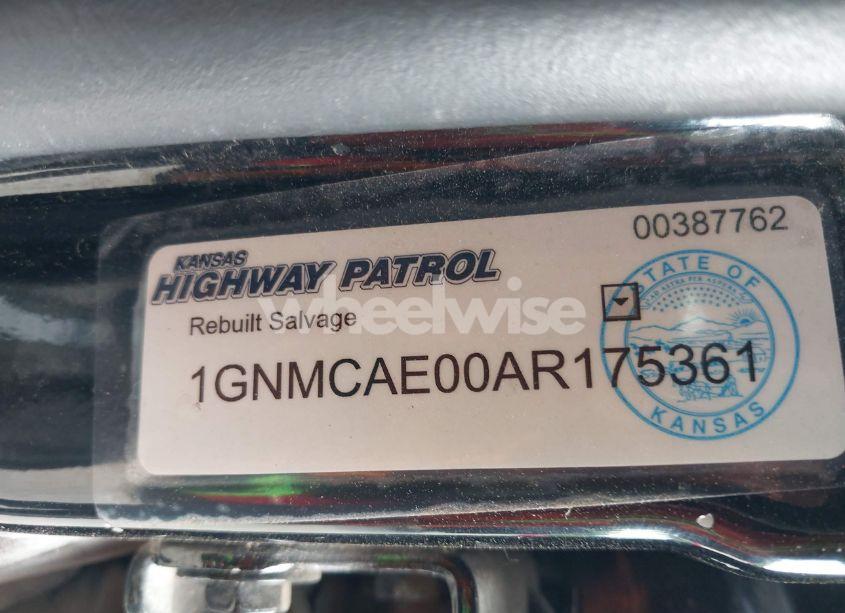 00387762
KANSAS
HIGHWAY PATROL
Rebuilt Salvage
1GNMCAE00AR175361
STATE OF
KANSAS
wheelwise